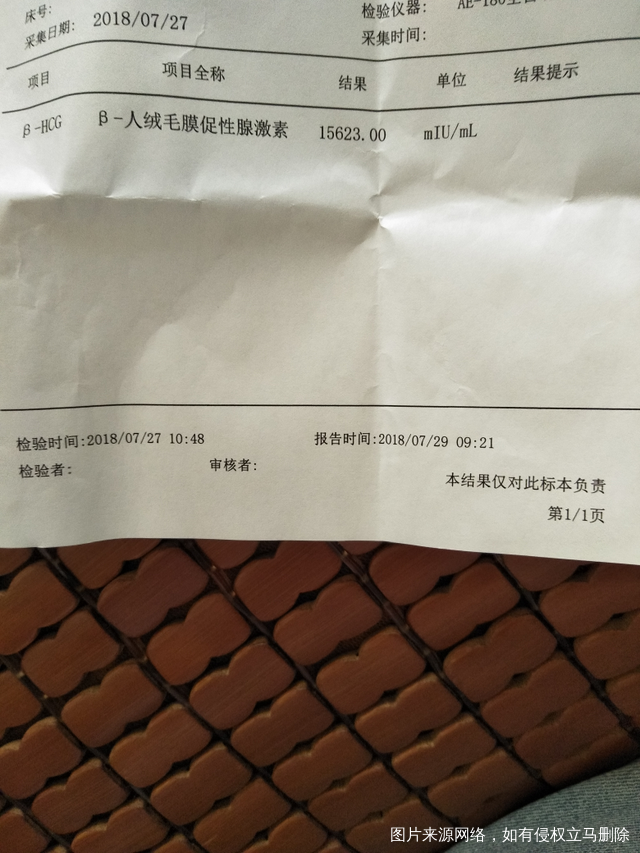 床号:
检验仪器:
采集日期: 2018/07/27
采集时间:
项目 项目全称 结果 单位 结果提示
β-HCG β-人绒毛膜促性腺激素 15623.00 mIU/mL
检验时间:2018/07/27 10:48 报告时间:2018/07/29 09:21
检验者: 审核者:
本结果仅对此标本负责
第1/1页
图片来源网络，如有侵权立马删除